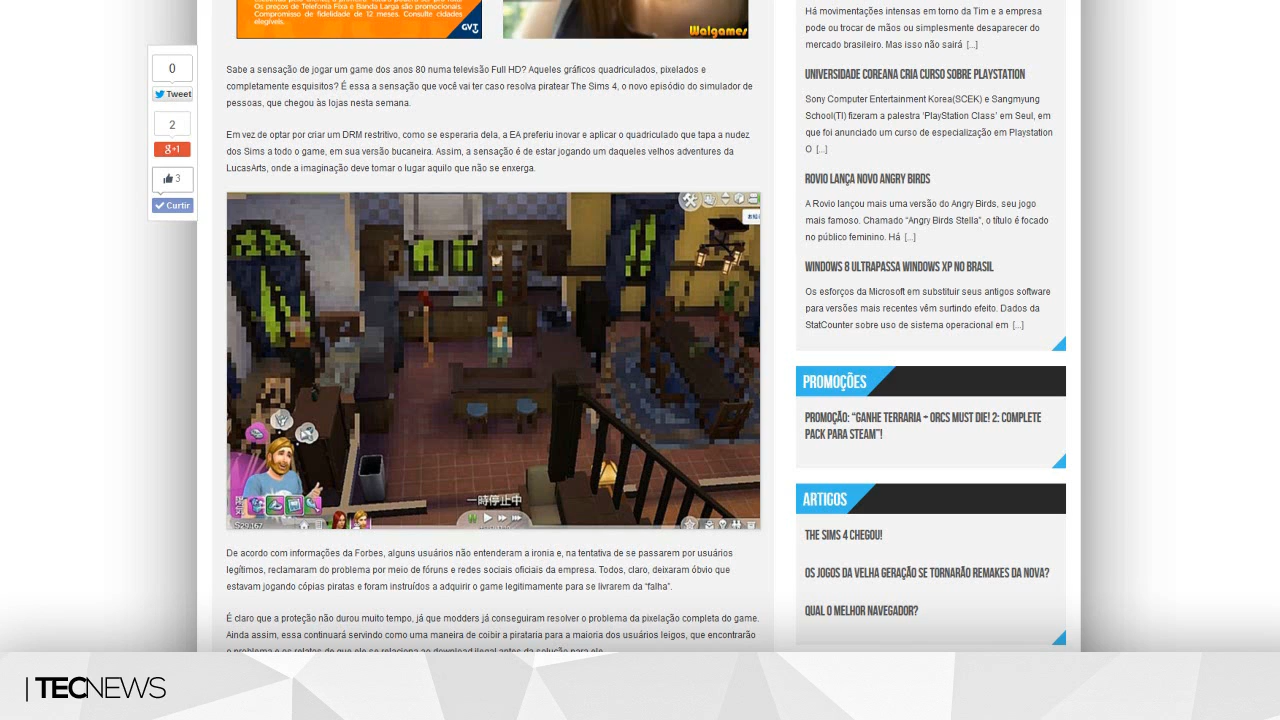 Os preços de Telefonia Fixa e Banda Larga são promocionais.
Compromisso de fidelidade de 12 meses. Consulte cidades
elegíveis.
GVT
Walgames
0
Tweet
2
g+1
3
Curtir
Sabe a sensação de jogar um game dos anos 80 numa televisão Full HD? Aqueles gráficos quadriculados, pixelados e
completamente esquisitos? É essa a sensação que você vai ter caso resolva piratear The Sims 4, o novo episódio do simulador de
pessoas, que chegou às lojas nesta semana.
Em vez de optar por criar um DRM restritivo, como se esperaria dela, a EA preferiu inovar e aplicar o quadriculado que tapa a nudez
dos Sims a todo o game, em sua versão bucaneira. Assim, a sensação é de estar jogando um daqueles velhos adventures da
LucasArts, onde a imaginação deve tomar o lugar aquilo que não se enxerga.
一時停止中
De acordo com informações da Forbes, alguns usuários não entenderam a ironia e, na tentativa de se passarem por usuários
legítimos, reclamaram do problema por meio de fóruns e redes sociais oficiais da empresa. Todos, claro, deixaram óbvio que
estavam jogando cópias piratas e foram instruídos a adquirir o game legitimamente para se livrarem da “falha”.
É claro que a proteção não durou muito tempo, já que modders já conseguiram resolver o problema da pixelação completa do game.
Ainda assim, essa continuará servindo como uma maneira de coibir a pirataria para a maioria dos usuários leigos, que encontrarão
o problema e os relatos de que ele se relaciona ao download ilegal antes da solução para ele.
Há movimentações intensas em torno da Tim e a empresa
pode ou trocar de mãos ou simplesmente desaparecer do
mercado brasileiro. Mas isso não sairá [...]
UNIVERSIDADE COREANA CRIA CURSO SOBRE PLAYSTATION
Sony Computer Entertainment Korea(SCEK) e Sangmyung
School(TI) fizeram a palestra ‘PlayStation Class’ em Seul, em
que foi anunciado um curso de especialização em Playstation
O [...]
ROVIO LANÇA NOVO ANGRY BIRDS
A Rovio lançará mais uma versão do Angry Birds, seu jogo
mais famoso. Chamado “Angry Birds Stella”, o título é focado
no público feminino. Há [...]
WINDOWS 8 ULTRAPASSA WINDOWS XP NO BRASIL
Os esforços da Microsoft em substituir seus antigos software
para versões mais recentes vêm surtindo efeito. Dados da
StatCounter sobre uso de sistema operacional em [...]
PROMOÇÕES
PROMOÇÃO: “GANHE TERRARIA + ORCS MUST DIE! 2: COMPLETE
PACK PARA STEAM”!
ARTIGOS
THE SIMS 4 CHEGOU!
OS JOGOS DA VELHA GERAÇÃO SE TORNARÃO REMAKES DA NOVA?
QUAL O MELHOR NAVEGADOR?
| TECNEWS